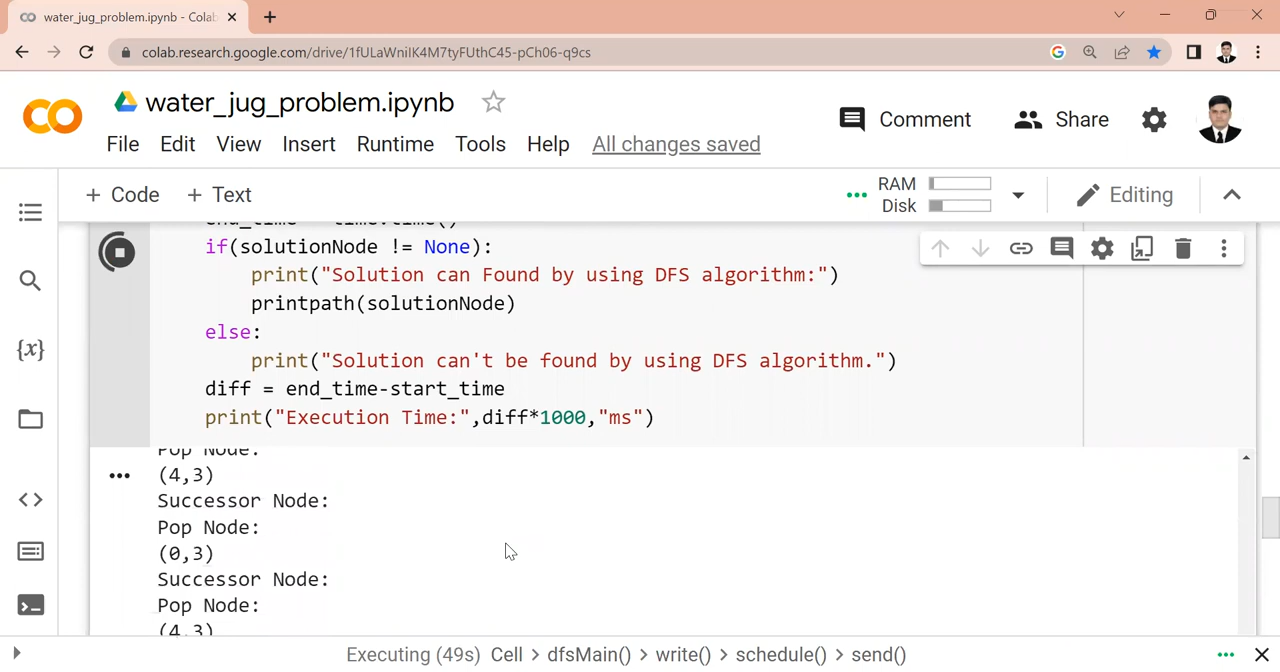 water_jug_problem.ipynb - Colab
colab.research.google.com/drive/1fULaWnilK4M7tyFUthC45-pCh06-q9cs
water_jug_problem.ipynb
Comment
Share
File Edit View Insert Runtime Tools Help All changes saved
+ Code + Text
RAM
Disk
Editing
end_time = time.time()
if(solutionNode != None):
print("Solution can Found by using DFS algorithm:")
printpath(solutionNode)
else:
print("Solution can't be found by using DFS algorithm.")
diff = end_time-start_time
print("Execution Time:",diff*1000,"ms")
Pop Node:
(4,3)
Successor Node:
Pop Node:
(0,3)
Successor Node:
Pop Node:
(4,3)
{x}
Executing (49s) Cell > dfsMain() > write() > schedule() > send()